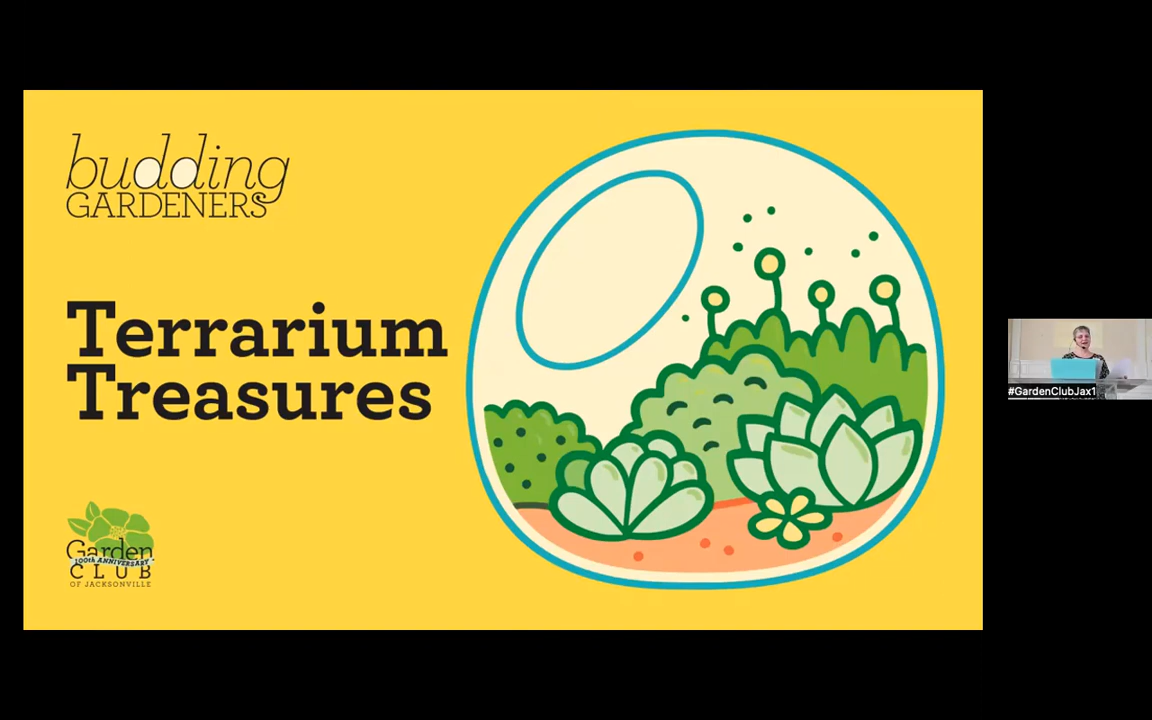 budding
GARDENERS
Terrarium
Treasures
Garden
100th ANNIVERSARY
CLUB
OF JACKSONVILLE
#GardenClubJax1